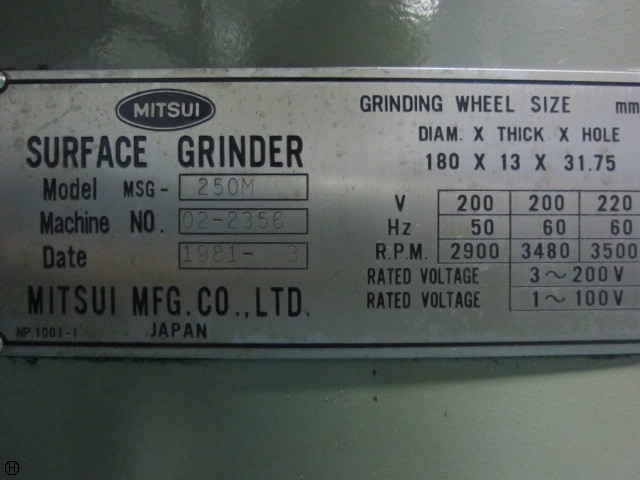 MITSUI
SURFACE GRINDER
Model MSG- 250M
Machine NO. 02-2356
Date 1981- 3
MITSUI MFG. CO., LTD.
NP.1001-1 JAPAN
GRINDING WHEEL SIZE mm
DIAM. X THICK X HOLE
180 X 13 X 31.75
V 200 200 220
Hz 50 60 60
R.P.M. 2900 3480 3500
RATED VOLTAGE 3~200V
RATED VOLTAGE 1~100V
H